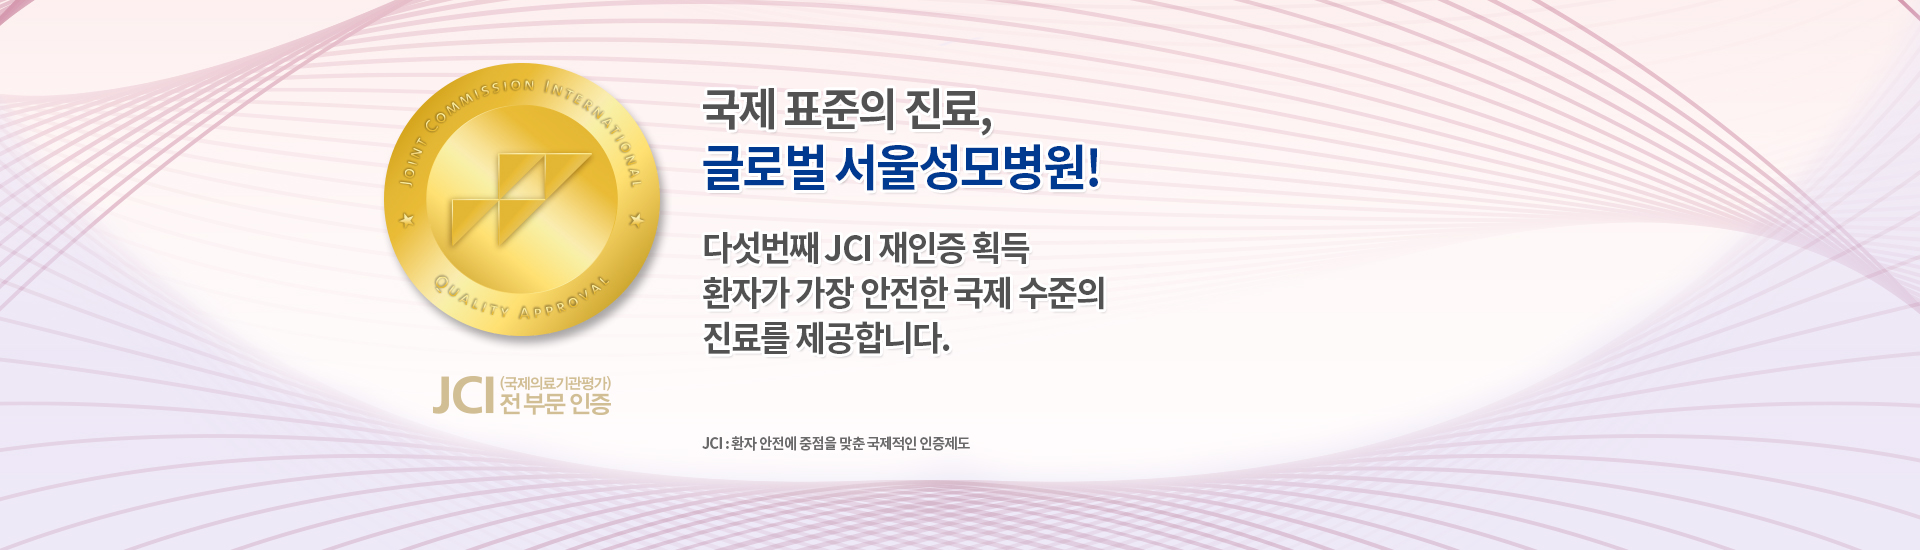 JOINT COMMISSION INTERNATIONAL
QUALITY APPROVAL
JCI (국제의료기관평가)
전 부문 인증
국제 표준의 진료,
글로벌 서울성모병원!
다섯번째 JCI 재인증 획득
환자가 가장 안전한 국제 수준의
진료를 제공합니다.
JCI : 환자 안전에 중점을 맞춘 국제적인 인증제도